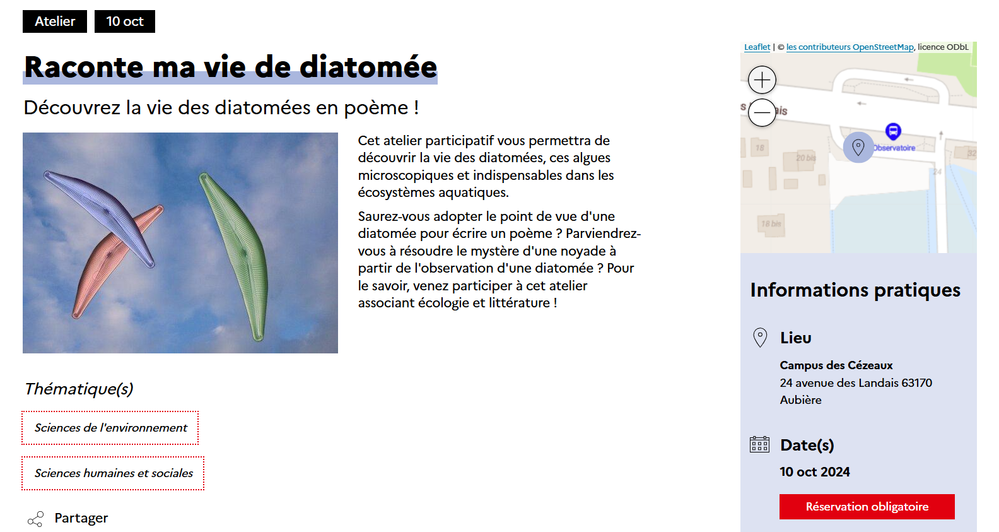 Atelier 10 oct
Raconte ma vie de diatomée
Découvrez la vie des diatomées en poème !
Cet atelier participatif vous permettra de
découvrir la vie des diatomées, ces algues
microscopiques et indispensables dans les
écosystèmes aquatiques.
Saurez-vous adopter le point de vue d'une
diatomée pour écrire un poème ? Parviendrez-
vous à résoudre le mystère d'une noyade à
partir de l'observation d'une diatomée ? Pour
le savoir, venez participer à cet atelier
associant écologie et littérature !
Thématique(s)
Sciences de l'environnement
Sciences humaines et sociales
Partager
Leaflet | © les contributeurs OpenStreetMap, licence ODbL
18
20 bis
Observatoire
32
24
18 bis
Informations pratiques
Lieu
Campus des Cézeaux
24 avenue des Landais 63170
Aubière
Date(s)
10 oct 2024
Réservation obligatoire